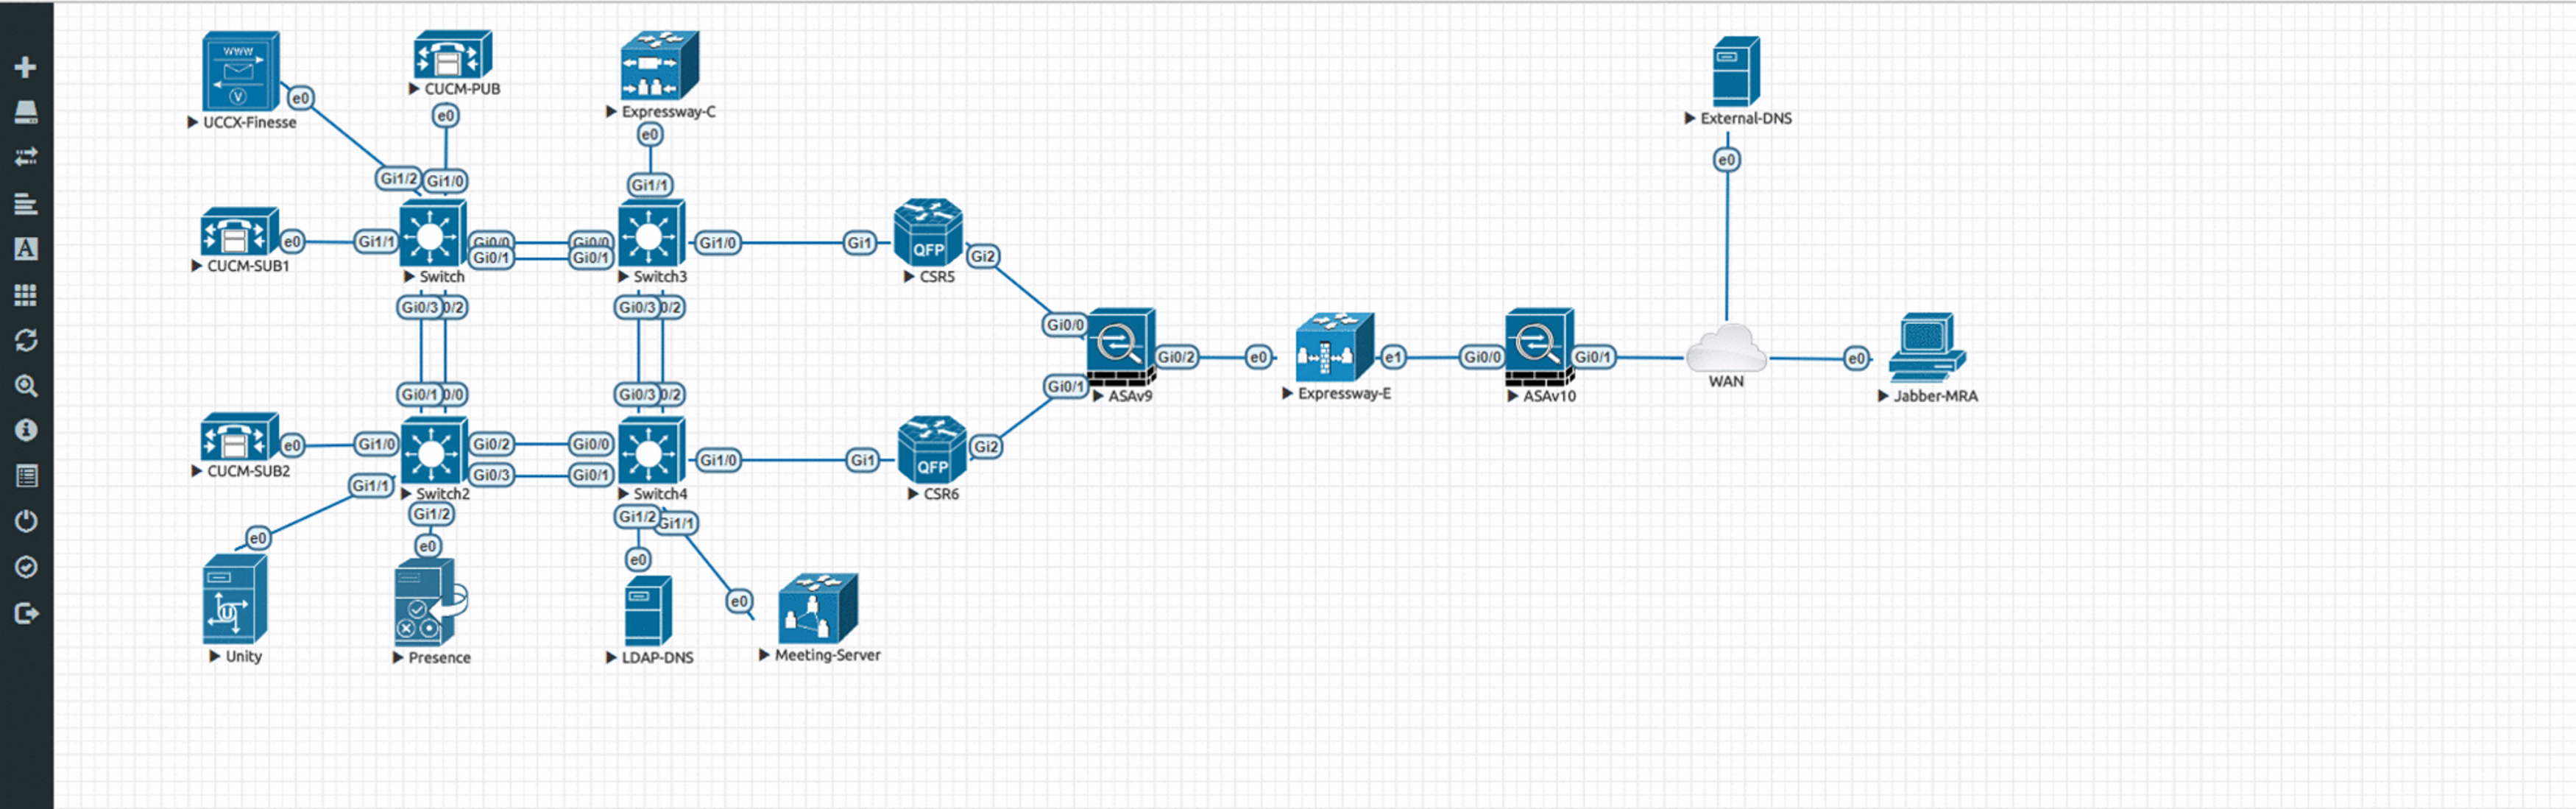 WWW
V
e0
UCCX-Finesse
CUCM-PUB
e0
Expressway-C
e0
External-DNS
e0
Gi1/2
Gi1/0
Gi1/1
CUCM-SUB1
e0
Gi1/1
Switch
Gi0/0
Gi0/1
Gi0/0
Gi0/1
Switch3
Gi1/0
Gi1
QFP
CSR5
Gi2
Gi0/3
0/2
Gi0/3
0/2
Gi0/0
Gi0/1
ASAv9
Gi0/2
e0
Expressway-E
e1
Gi0/0
ASAv10
Gi0/1
WAN
e0
Jabber-MRA
Gi0/1
0/0
Gi0/3
0/2
CUCM-SUB2
e0
Gi1/0
Gi1/1
Switch2
Gi0/2
Gi0/3
Gi0/0
Gi0/1
Switch4
Gi1/0
Gi1
QFP
CSR6
Gi2
Gi1/2
Gi1/2
Gi1/1
e0
U
Unity
e0
Presence
e0
LDAP-DNS
e0
Meeting-Server